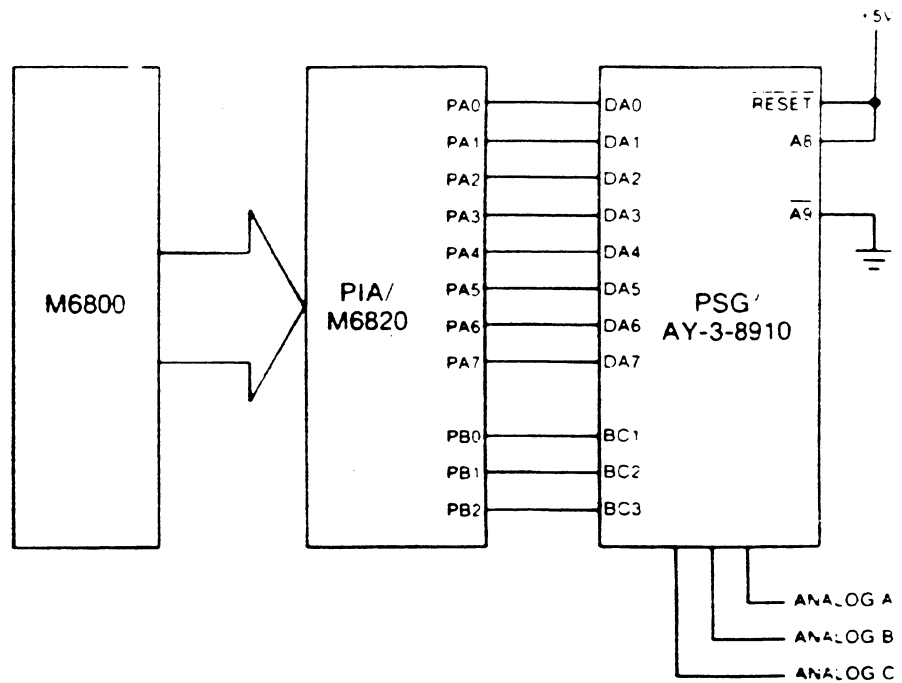 +5V
PA0 DA0 RESET
PA1 DA1 A8
PA2 DA2
PA3 DA3 A9
PA4 DA4
M6800
PIA/
M6820
PA5 DA5
PSG/
AY-3-8910
PA6 DA6
PA7 DA7
PB0 BC1
PB1 BC2
PB2 BC3
ANALOG A
ANALOG B
ANALOG C